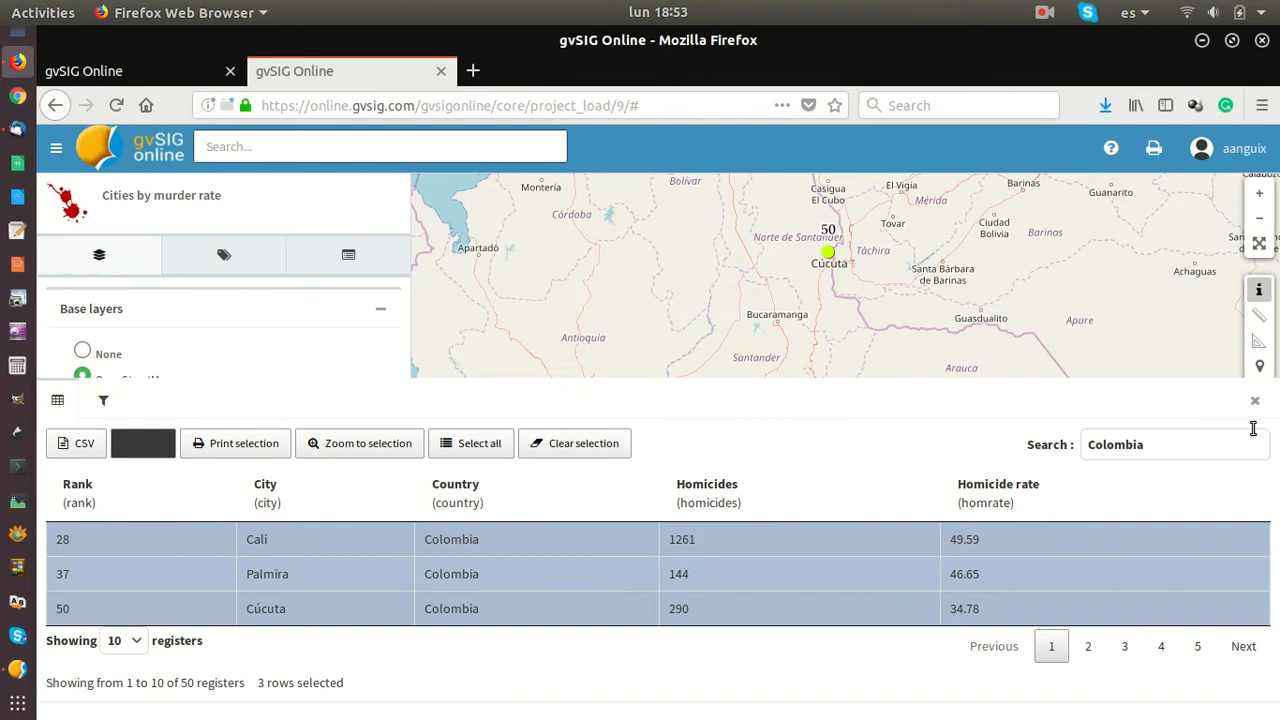 Activities
Firefox Web Browser
lun 18:53
es
gvSIG Online - Mozilla Firefox
gvSIG Online
gvSIG Online
https://online.gvsig.com/gvsigonline/core/project_load/9/#
Search
gvSIG
online
Search...
aanguix
Cities by murder rate
Base layers
None
Montería
Bolívar
Casigua
El Cubo
El Vigía
Barinas
Guanarito
Mérida
Córdoba
50
Tovar
Ciudad
Bolivia
Barinas
Norte de Santander
Apartadó
Táchira
Cúcuta
Santa Bárbara
de Barinas
Achaguas
Bucaramanga
Guasdualito
Apure
Antioquia
Santander
Arauca
CSV
Print selection
Zoom to selection
Select all
Clear selection
Search :
Colombia
Rank City Country Homicides Homicide rate
(rank) (city) (country) (homicides) (homrate)
28 Cali Colombia 1261 49.59
37 Palmira Colombia 144 46.65
50 Cúcuta Colombia 290 34.78
Showing 10 registers
Previous 1 2 3 4 5 Next
Showing from 1 to 10 of 50 registers 3 rows selected